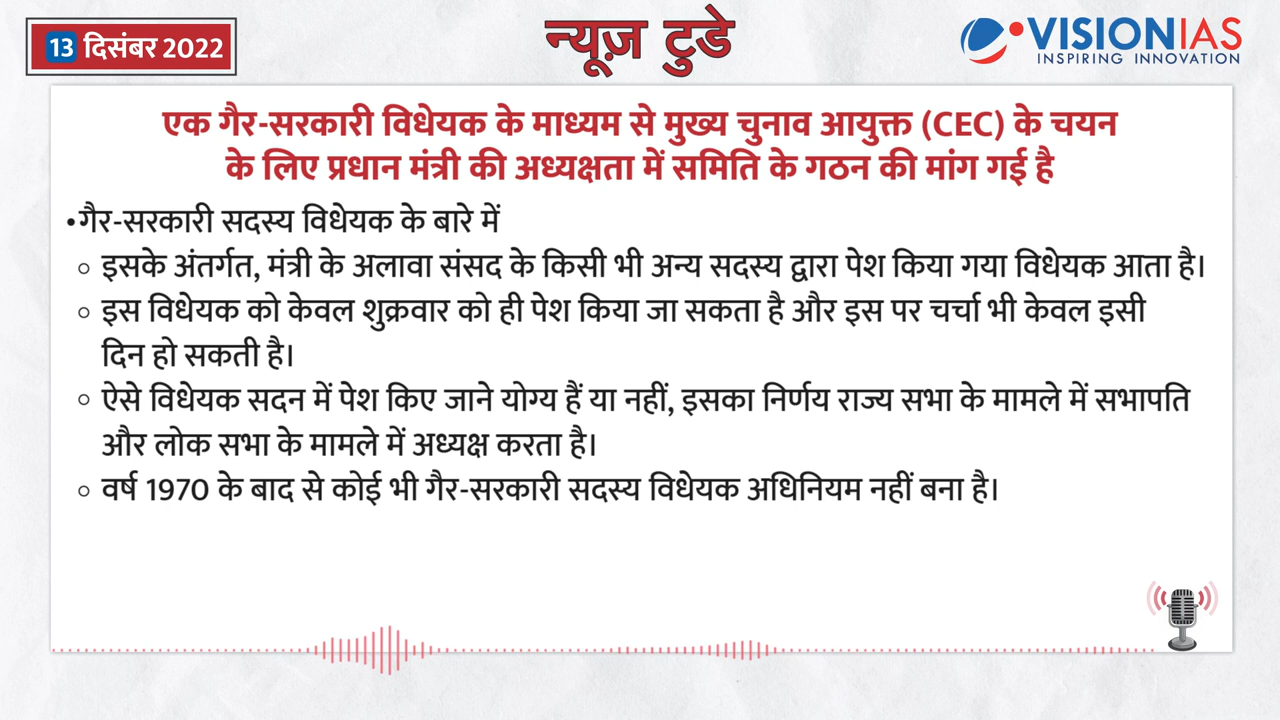 13 दिसंबर 2022
न्यूज़ टुडे
VISIONIAS
INSPIRING INNOVATION
एक गैर-सरकारी विधेयक के माध्यम से मुख्य चुनाव आयुक्त (CEC) के चयन
के लिए प्रधान मंत्री की अध्यक्षता में समिति के गठन की मांग गई है
•गैर-सरकारी सदस्य विधेयक के बारे में
○ इसके अंतर्गत, मंत्री के अलावा संसद के किसी भी अन्य सदस्य द्वारा पेश किया गया विधेयक आता है।
○ इस विधेयक को केवल शुक्रवार को ही पेश किया जा सकता है और इस पर चर्चा भी केवल इसी
दिन हो सकती है।
○ ऐसे विधेयक सदन में पेश किए जाने योग्य हैं या नहीं, इसका निर्णय राज्य सभा के मामले में सभापति
और लोक सभा के मामले में अध्यक्ष करता है।
○ वर्ष 1970 के बाद से कोई भी गैर-सरकारी सदस्य विधेयक अधिनियम नहीं बना है।